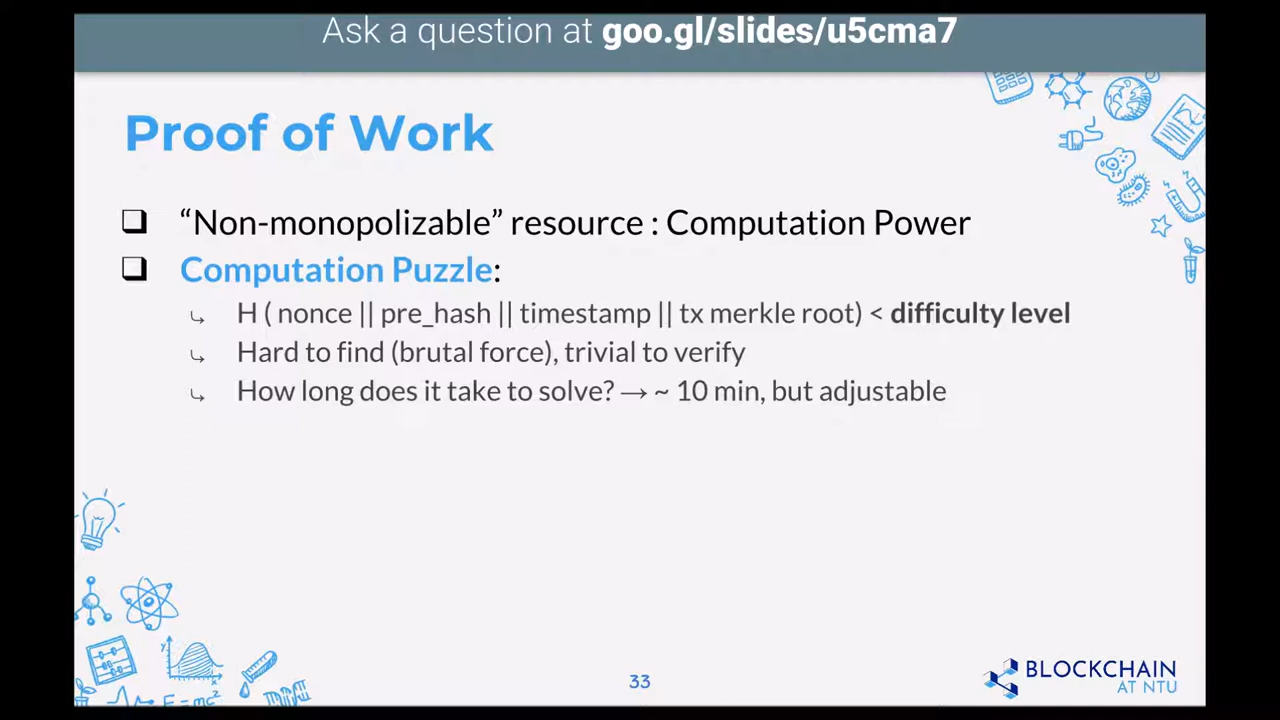 Ask a question at goo.gl/slides/u5cma7
Proof of Work
❑ “Non-monopolizable” resource : Computation Power
❑ Computation Puzzle:
⤷ H ( nonce || pre_hash || timestamp || tx merkle root) < difficulty level
⤷ Hard to find (brutal force), trivial to verify
⤷ How long does it take to solve? → ~ 10 min, but adjustable
E=mc²
y
x
33
BLOCKCHAIN
AT NTU